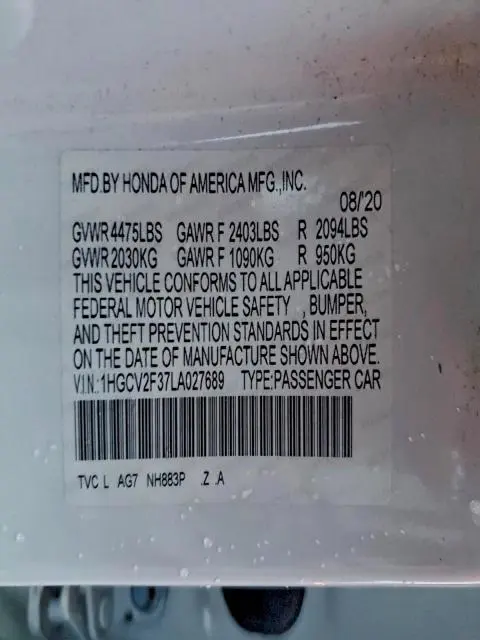 MFD.BY HONDA OF AMERICA MFG.,INC.
08/'20
GVWR 4475LBS GAWR F 2403LBS R 2094LBS
GVWR 2030KG GAWR F 1090KG R 950KG
THIS VEHICLE CONFORMS TO ALL APPLICABLE
FEDERAL MOTOR VEHICLE SAFETY , BUMPER,
AND THEFT PREVENTION STANDARDS IN EFFECT
ON THE DATE OF MANUFACTURE SHOWN ABOVE.
V.I.N.:1HGCV2F37LA027689 TYPE:PASSENGER CAR
TVC L AG7 NH883P .Z .A